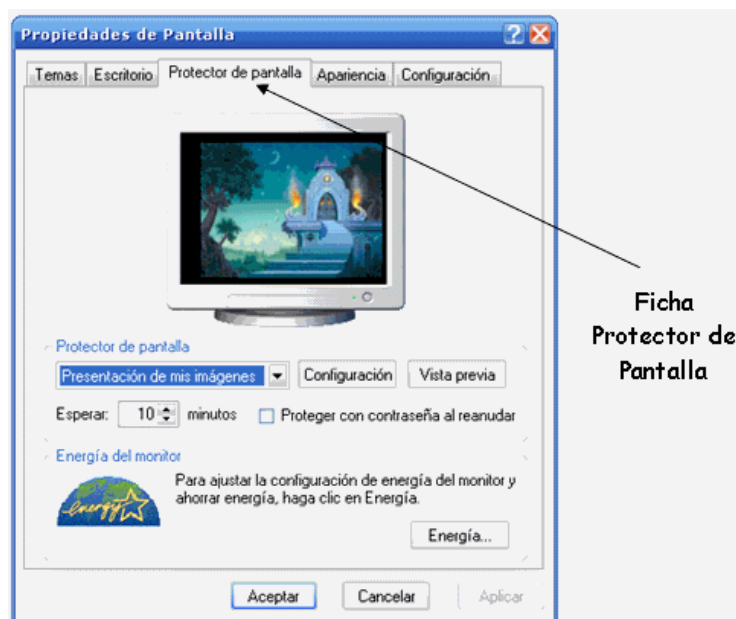 Propiedades de Pantalla
Temas Escritorio Protector de pantalla Apariencia Configuración
Ficha
Protector de
Pantalla
Protector de pantalla
Presentación de mis imágenes Configuración Vista previa
Esperar: 10 minutos Proteger con contraseña al reanudar
Energía del monitor
energy
Para ajustar la configuración de energía del monitor y
ahorrar energía, haga clic en Energía.
Energía...
Aceptar Cancelar Aplicar